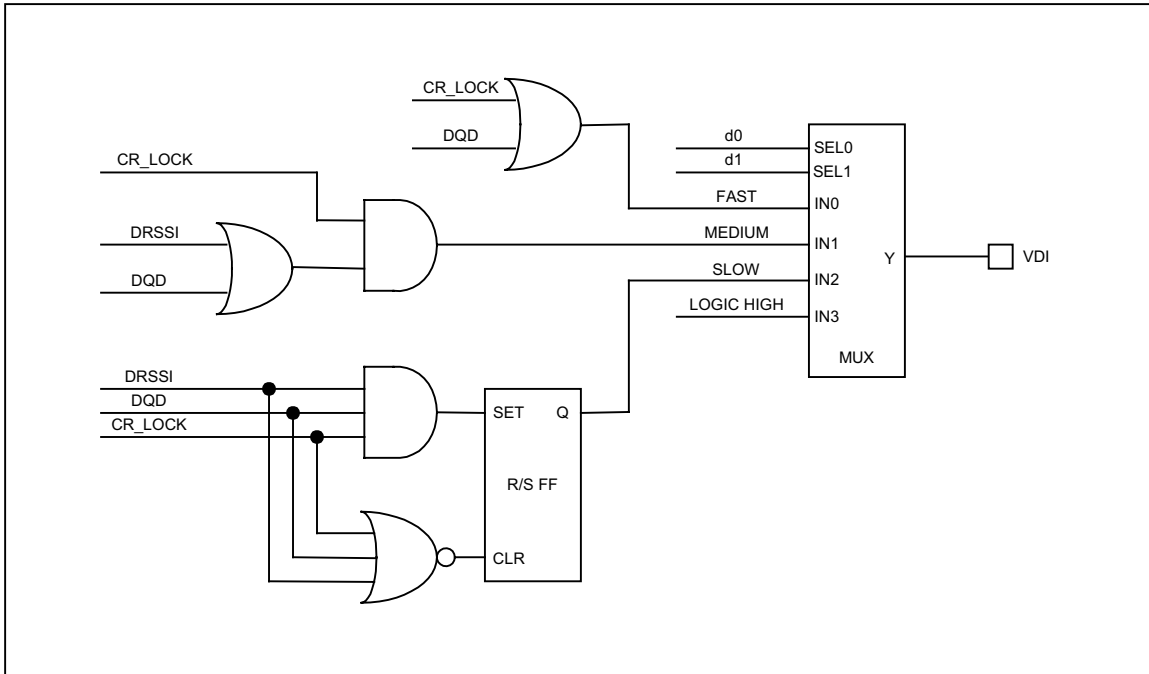 CR_LOCK
DQD
CR_LOCK
DRSSI
DQD
d0
d1
FAST
MEDIUM
SLOW
LOGIC HIGH
SEL0
SEL1
IN0
IN1
IN2
IN3
Y
MUX
VDI
DRSSI
DQD
CR_LOCK
SET
Q
R/S FF
CLR